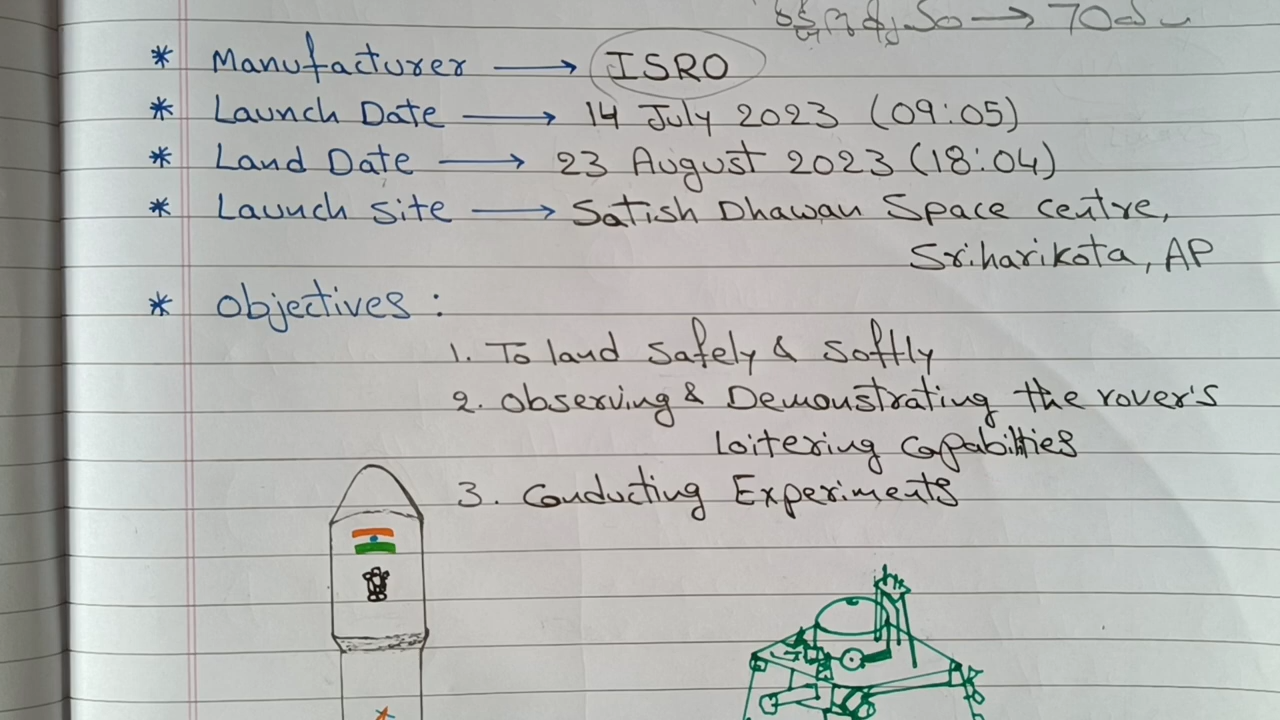 → 70
* Manufacturer → ISRO
* Launch Date → 14 July 2023 (09:05)
* Land Date → 23 August 2023 (18:04)
* Launch site → Satish Dhawan Space centre,
Sriharikota, AP
* Objectives :
1. To land safely & softly
2. Observing & Demonstrating the rover's
loitering capabilities
3. Conducting Experiments